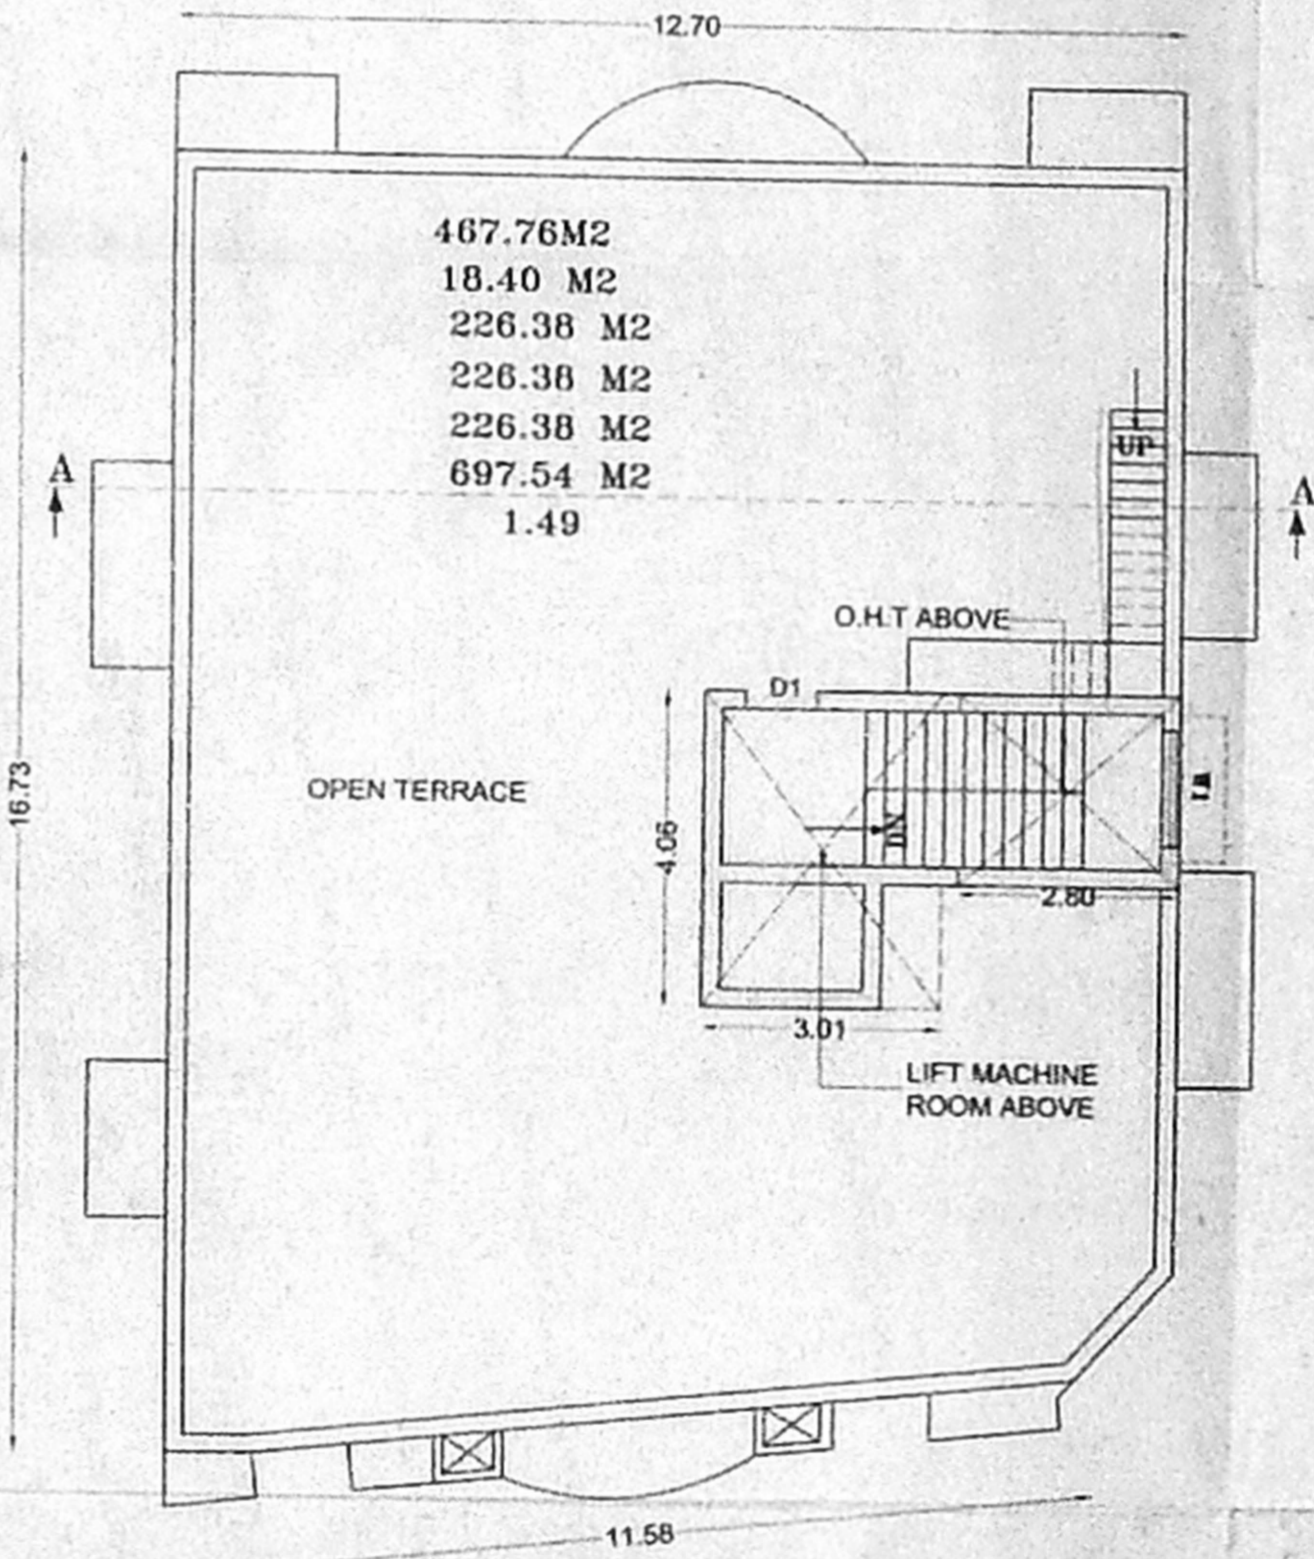 12.70
467.76M2
18.40 M2
226.38 M2
226.38 M2
226.38 M2
697.54 M2
1.49
A
A
UP
O.H.T ABOVE
D1
16.73
OPEN TERRACE
4.06
DN
2.80
3.01
LIFT MACHINE
ROOM ABOVE
11.58